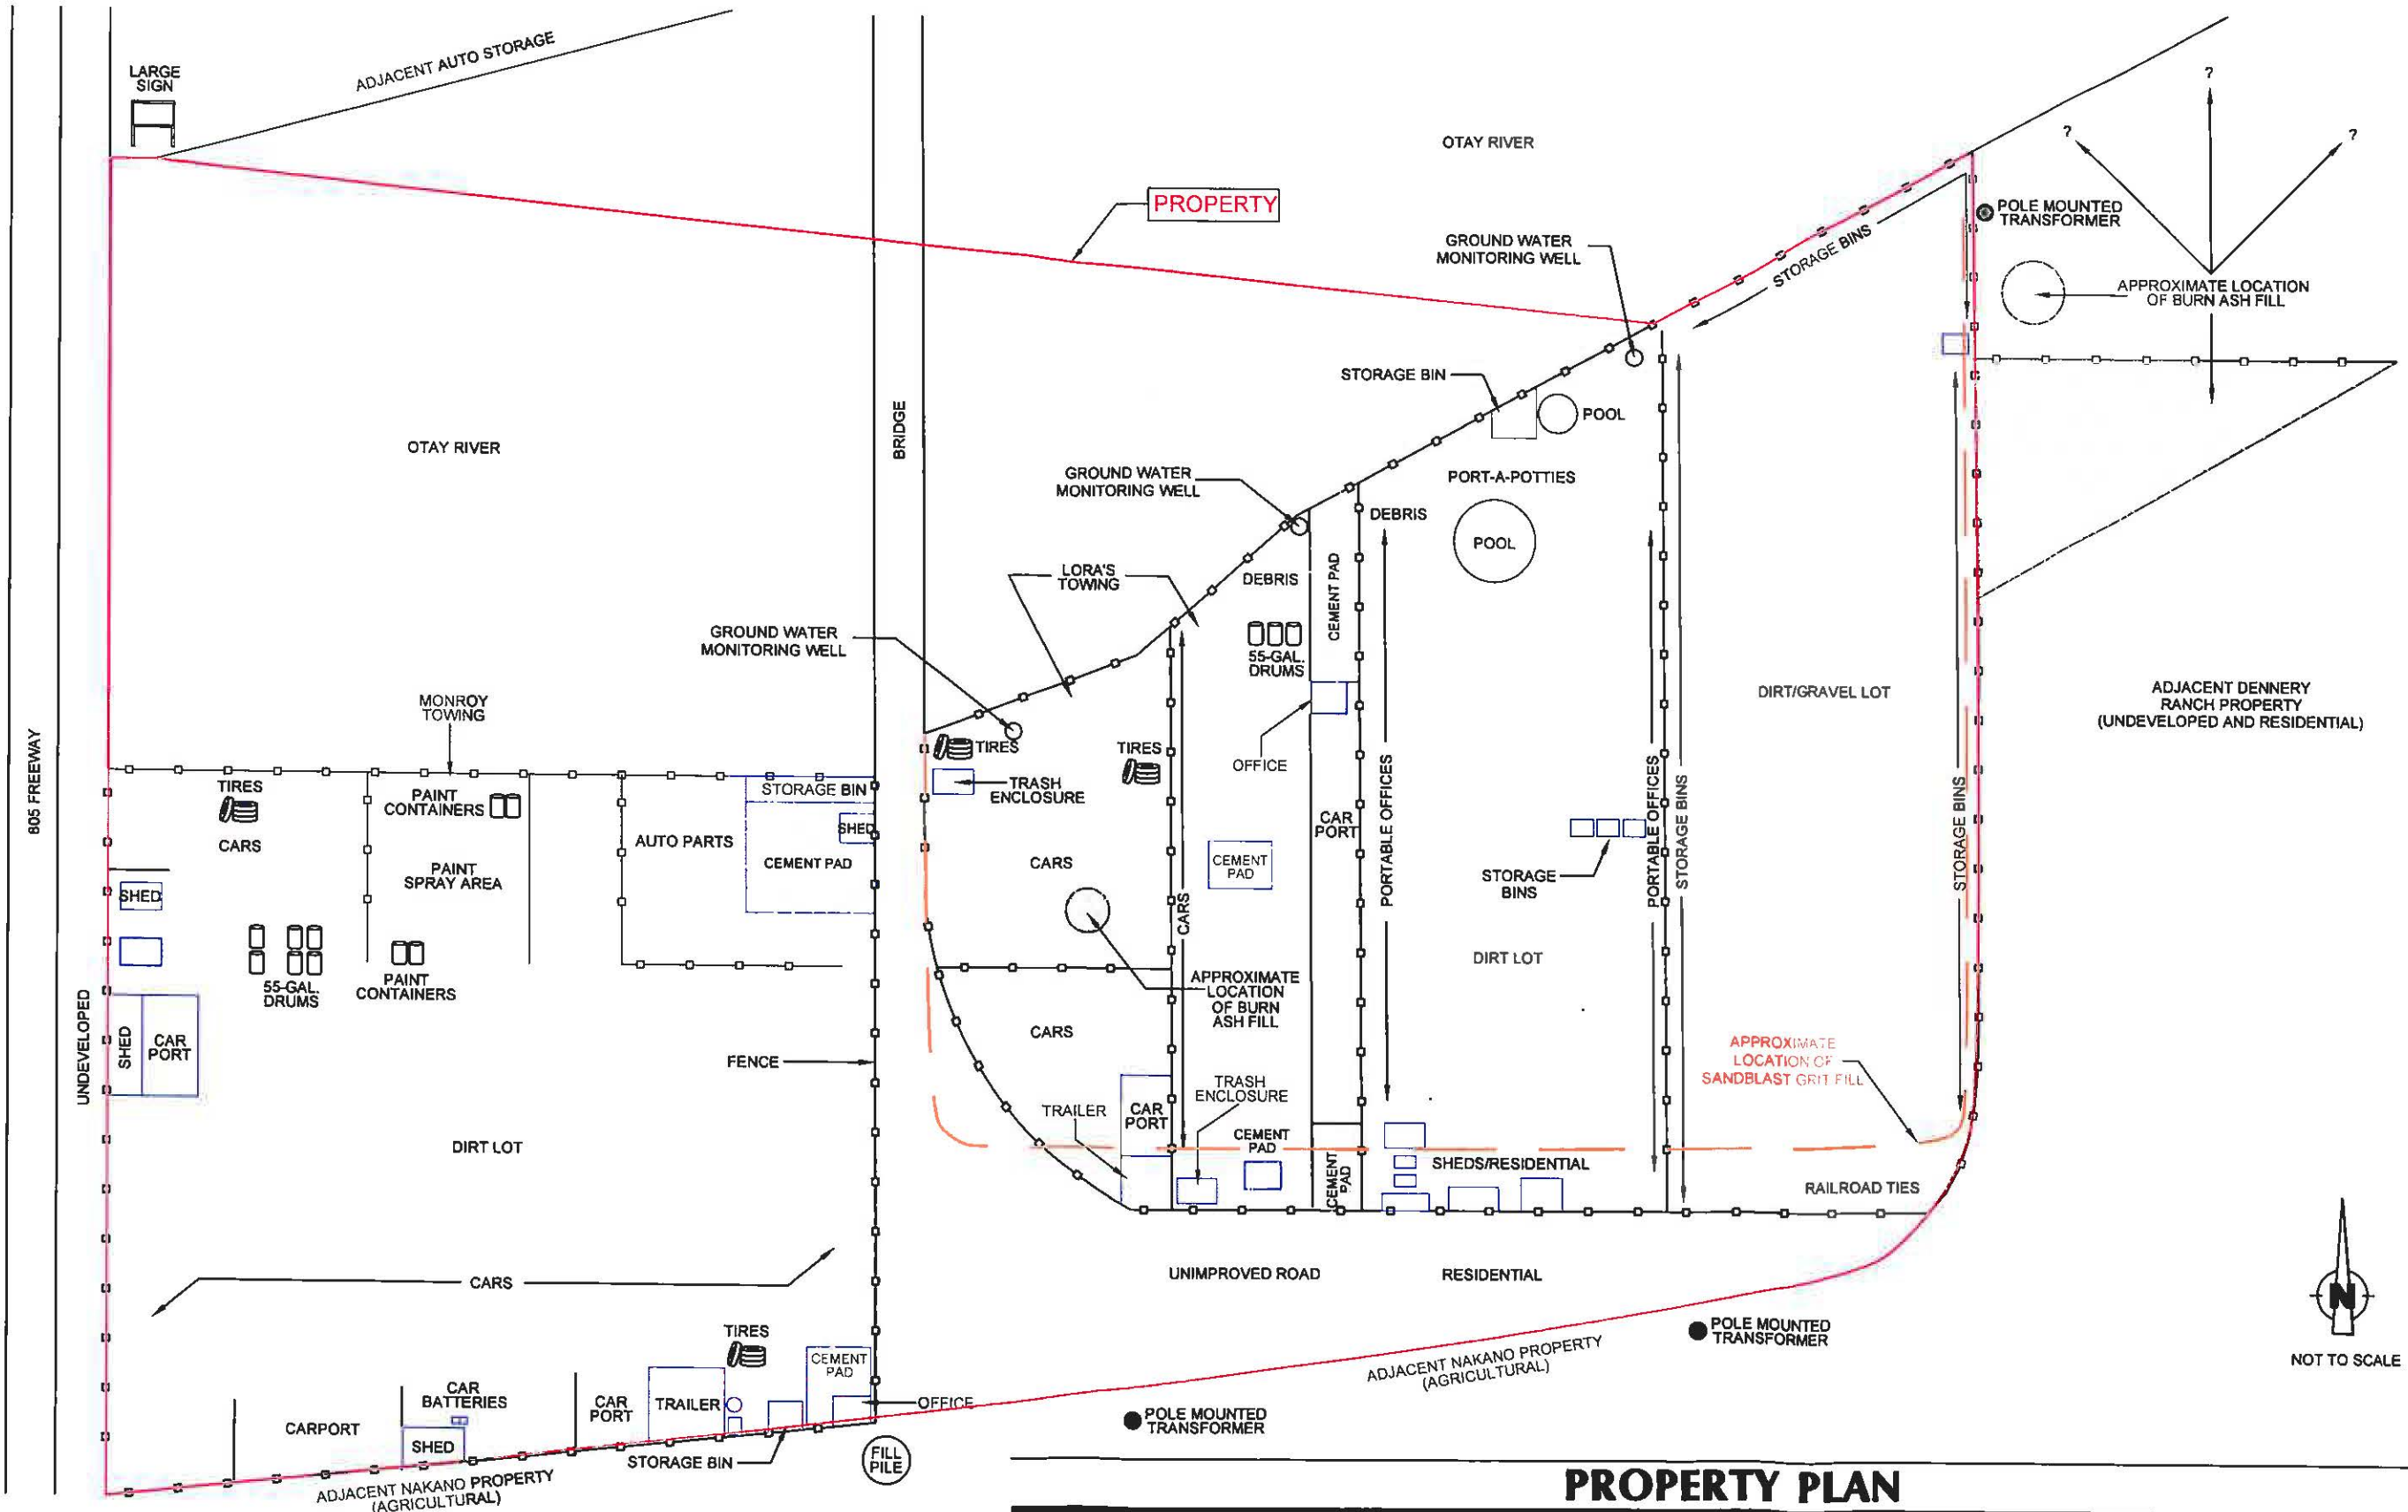 LARGE
SIGN
ADJACENT AUTO STORAGE
OTAY RIVER
?
?
?
PROPERTY
POLE MOUNTED
TRANSFORMER
GROUND WATER
MONITORING WELL
STORAGE BINS
APPROXIMATE LOCATION
OF BURN ASH FILL
STORAGE BIN
POOL
BRIDGE
OTAY RIVER
GROUND WATER
MONITORING WELL
PORT-A-POTTIES
DEBRIS
POOL
LORA'S
TOWING
DEBRIS
CEMENT PAD
GROUND WATER
MONITORING WELL
55-GAL.
DRUMS
DIRT/GRAVEL LOT
ADJACENT DENNERY
RANCH PROPERTY
(UNDEVELOPED AND RESIDENTIAL)
MONROY
TOWING
805 FREEWAY
TIRES
TIRES
OFFICE
TRASH
ENCLOSURE
TIRES
PAINT
CONTAINERS
STORAGE BIN
SHED
CARS
AUTO PARTS
CEMENT PAD
PAINT
SPRAY AREA
SHED
CARS
CEMENT
PAD
CAR
PORT
PORTABLE OFFICES
PORTABLE OFFICES
STORAGE BINS
STORAGE BINS
STORAGE
BINS
CARS
DIRT LOT
55-GAL.
DRUMS
PAINT
CONTAINERS
APPROXIMATE
LOCATION
OF BURN
ASH FILL
CARS
UNDEVELOPED
SHED
CAR
PORT
FENCE
APPROXIMATE
LOCATION OF
SANDBLAST GRIT FILL
TRASH
ENCLOSURE
TRAILER
CAR
PORT
CEMENT
PAD
DIRT LOT
CEMENT
PAD
SHEDS/RESIDENTIAL
RAILROAD TIES
CARS
UNIMPROVED ROAD
RESIDENTIAL
N
NOT TO SCALE
TIRES
CEMENT
PAD
POLE MOUNTED
TRANSFORMER
ADJACENT NAKANO PROPERTY
(AGRICULTURAL)
CAR
BATTERIES
CARPORT
CAR
PORT
TRAILER
OFFICE
POLE MOUNTED
TRANSFORMER
SHED
STORAGE BIN
FILL
PILE
ADJACENT NAKANO PROPERTY
(AGRICULTURAL)
PROPERTY PLAN